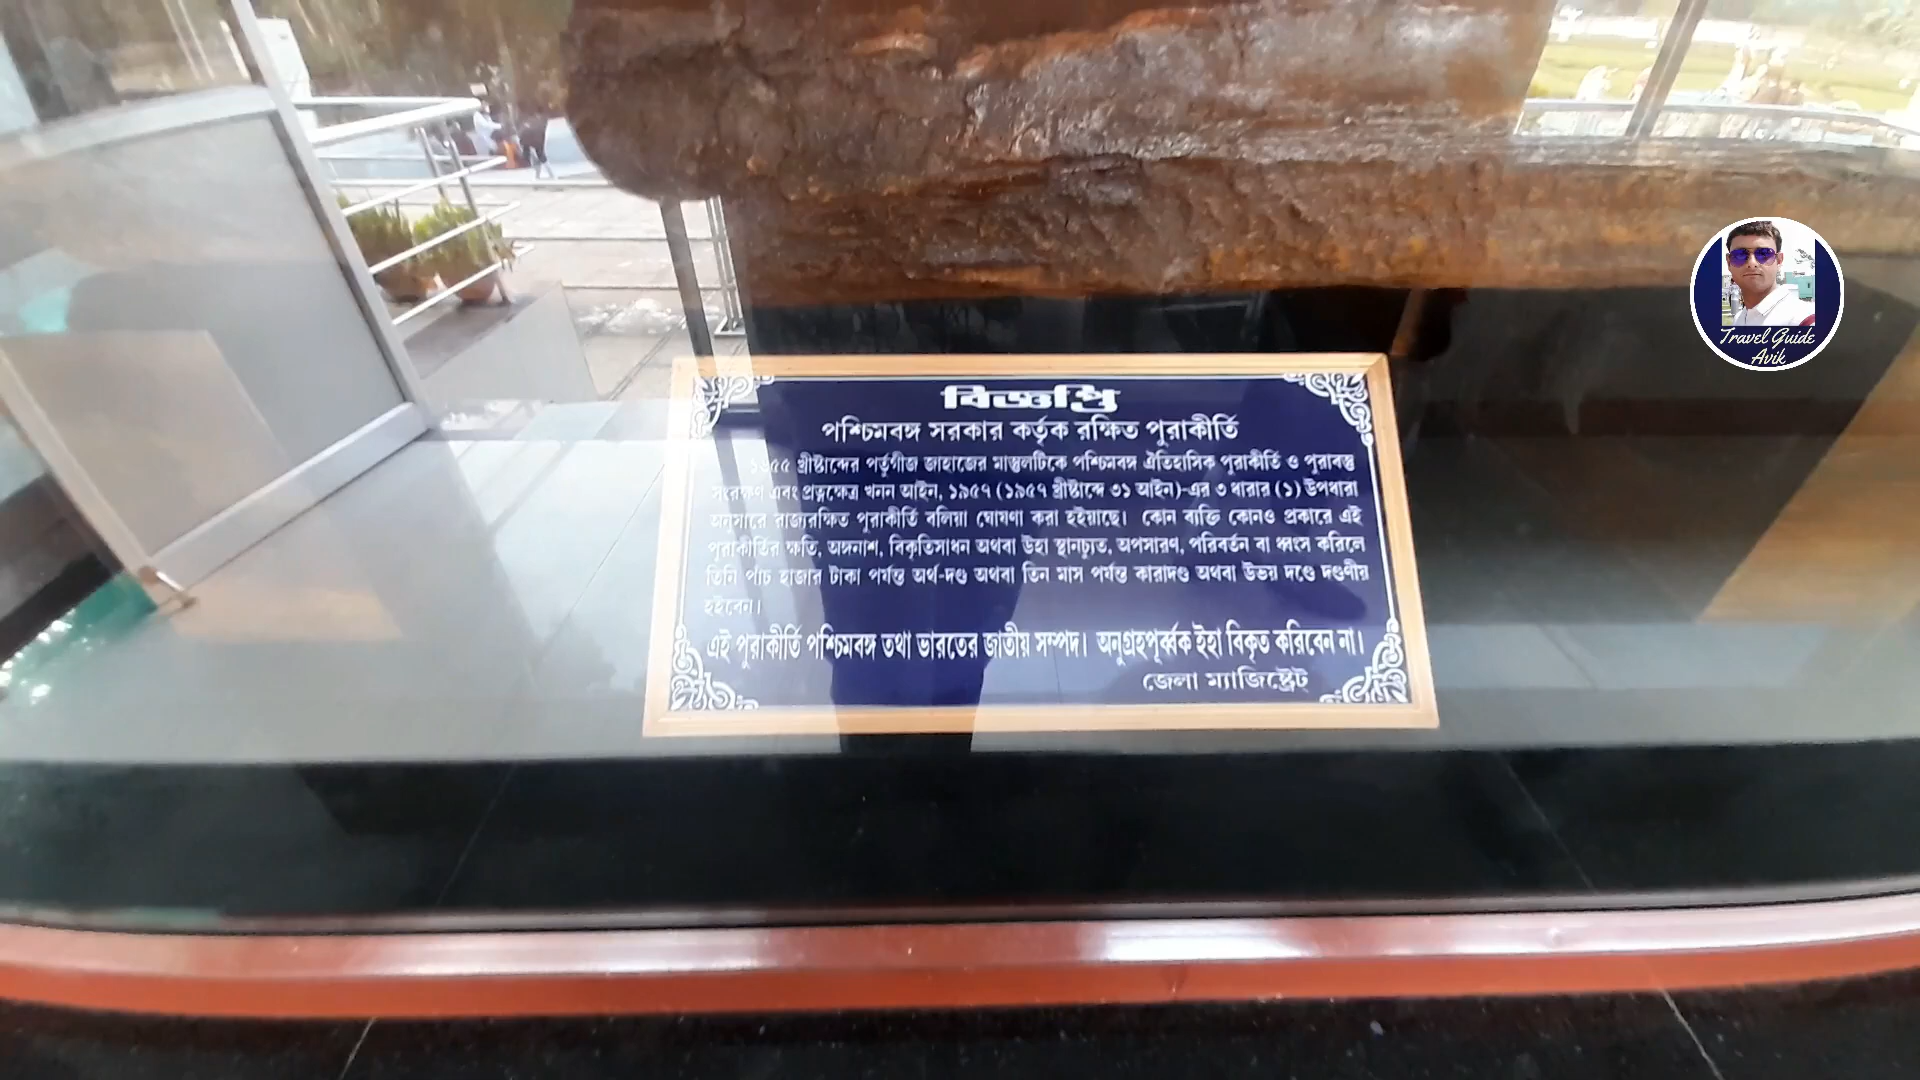 বিজ্ঞপ্তি
পশ্চিমবঙ্গ সরকার কর্তৃক রক্ষিত পুরাকীর্তি
১৬৫৫ খ্রীষ্টাব্দের পর্তুগীজ জাহাজের মাস্তুলটিকে পশ্চিমবঙ্গ ঐতিহাসিক পুরাকীর্তি ও পুরাবস্তু
সংরক্ষণ এবং প্রত্নক্ষেত্র খনন আইন, ১৯৫৭ (১৯৫৭ খ্রীষ্টাব্দে ৩১ আইন)-এর ৩ ধারার (১) উপধারা
অনুসারে রাজ্যরক্ষিত পুরাকীর্তি বলিয়া ঘোষণা করা হইয়াছে। কোন ব্যক্তি কোনও প্রকারে এই
পুরাকীর্তির ক্ষতি, অঙ্গনাশ, বিকৃতিসাধন অথবা উহা স্থানচ্যুত, অপসারণ, পরিবর্তন বা ধ্বংস করিলে
তিনি পাঁচ হাজার টাকা পর্যন্ত অর্থ-দণ্ড অথবা তিন মাস পর্যন্ত কারাদণ্ড অথবা উভয় দণ্ডে দণ্ডণীয়
হইবেন।
এই পুরাকীর্তি পশ্চিমবঙ্গ তথা ভারতের জাতীয় সম্পদ। অনুগ্রহপূর্ব্বক ইহা বিকৃত করিবেন না।
জেলা ম্যাজিষ্ট্রেট্
Travel Guide
Avik